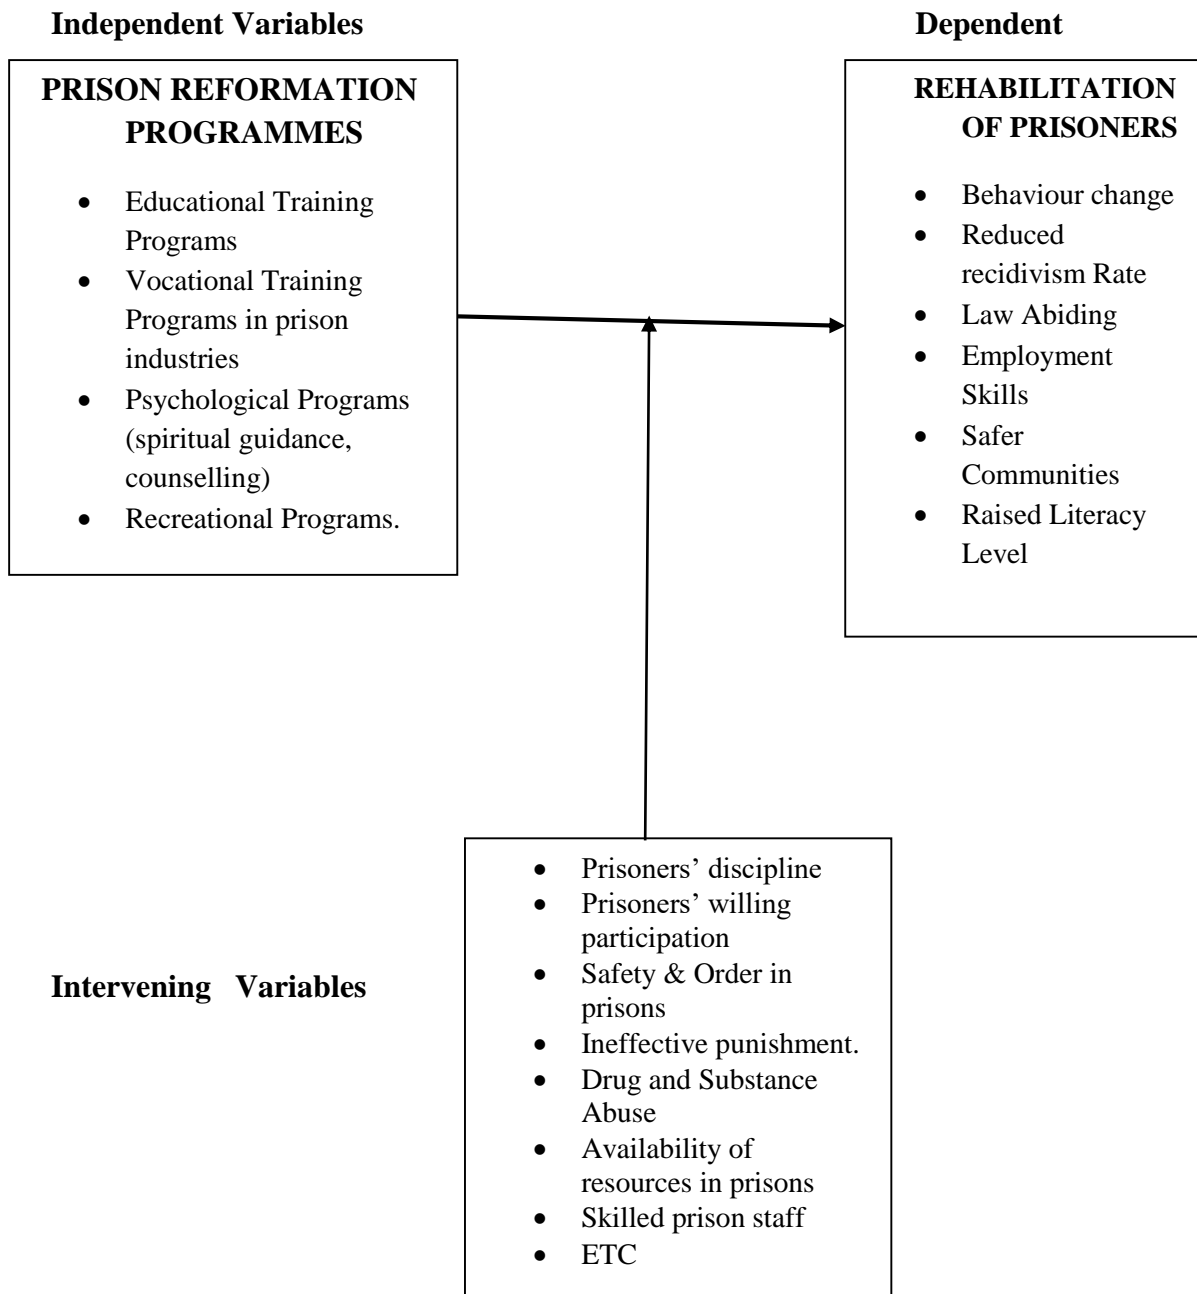 Independent Variables
Dependent
PRISON REFORMATION
PROGRAMMES
• Educational Training
Programs
• Vocational Training
Programs in prison
industries
• Psychological Programs
(spiritual guidance,
counselling)
• Recreational Programs.
REHABILITATION
OF PRISONERS
• Behaviour change
• Reduced
recidivism Rate
• Law Abiding
• Employment
Skills
• Safer
Communities
• Raised Literacy
Level
Intervening Variables
• Prisoners’ discipline
• Prisoners’ willing
participation
• Safety & Order in
prisons
• Ineffective punishment.
• Drug and Substance
Abuse
• Availability of
resources in prisons
• Skilled prison staff
• ETC